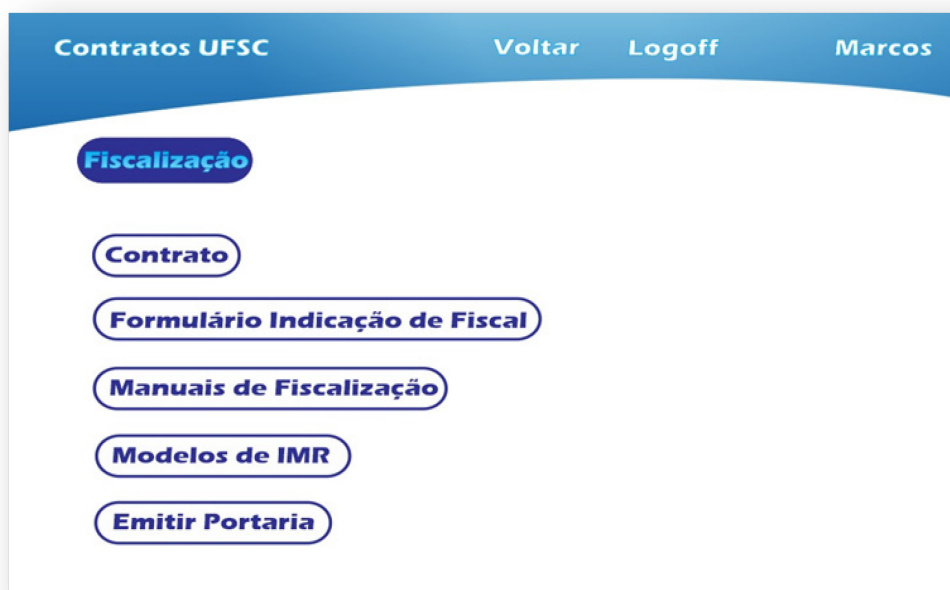 Contratos UFSC Voltar Logoff Marcos
Fiscalização
Contrato
Formulário Indicação de Fiscal
Manuais de Fiscalização
Modelos de IMR
Emitir Portaria